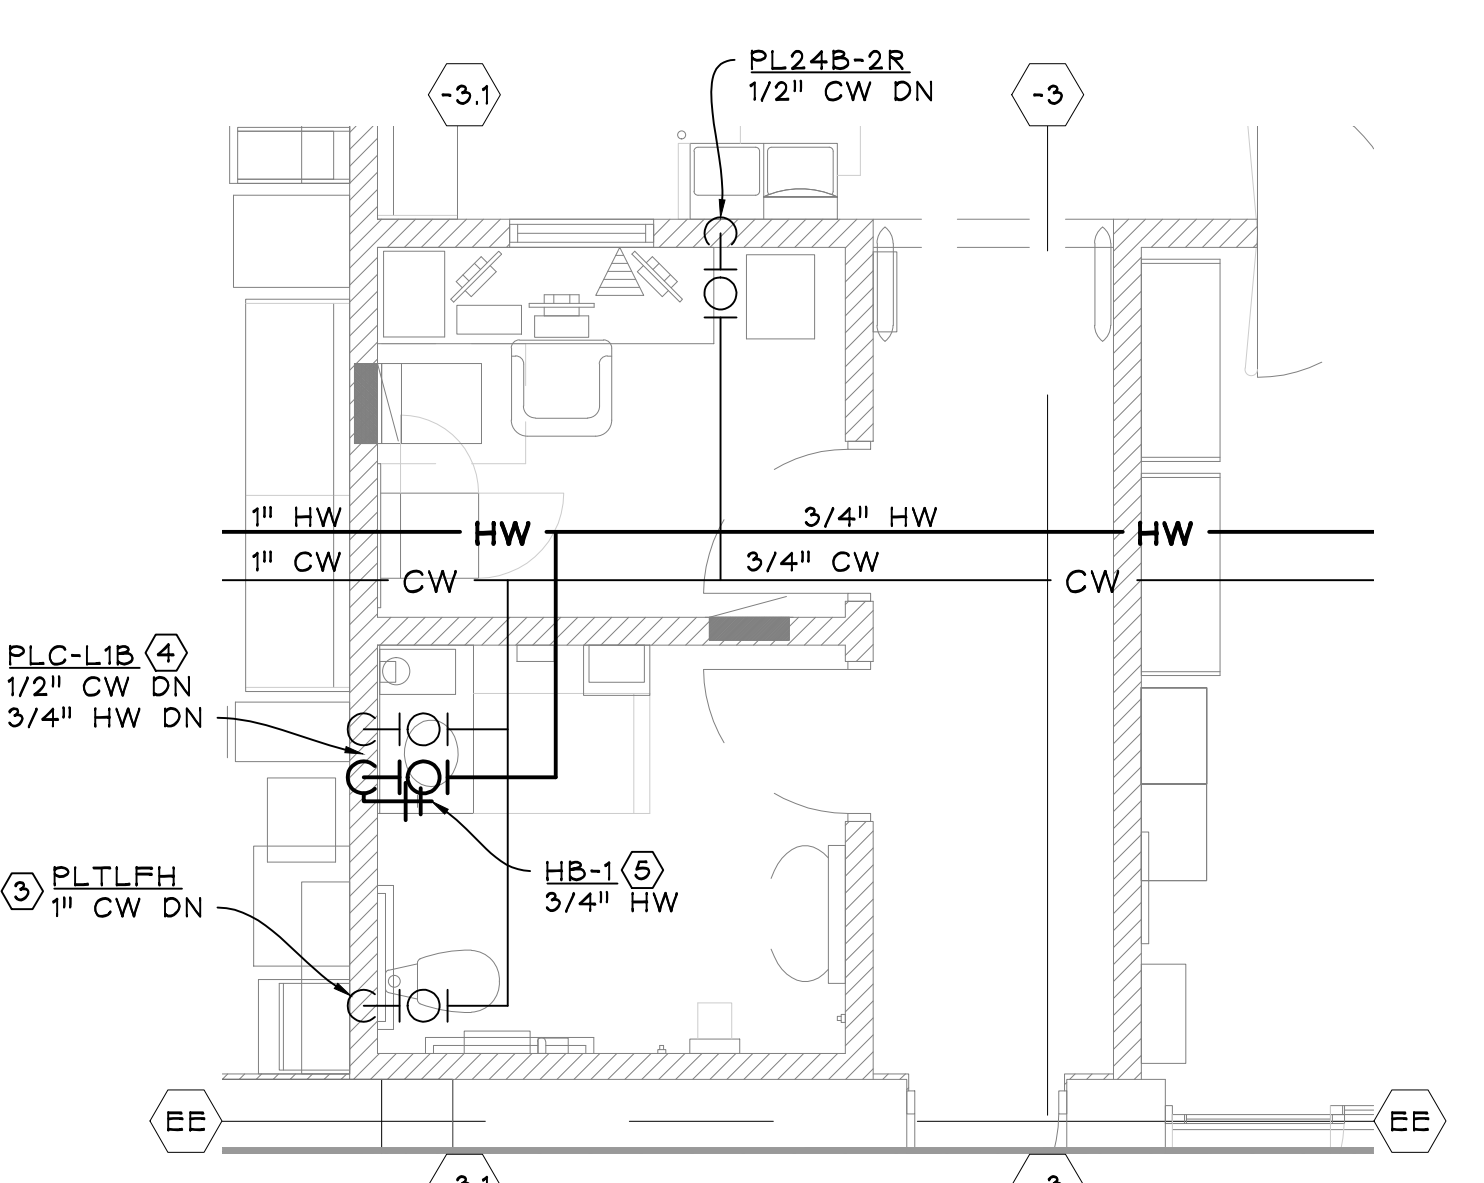 PL24B-2R
1/2" CW DN
-3.1
-3
1" HW
HW
3/4" HW
HW
1" CW
CW
3/4" CW
CW
PLC-L1B 4
1/2" CW DN
3/4" HW DN
HB-1 5
3/4" HW
3 PLTLFH
1" CW DN
EE
EE